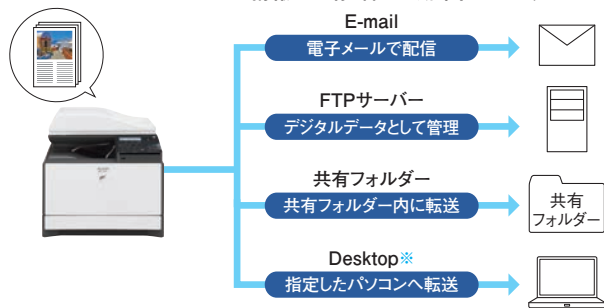 E-mail
電子メールで配信
FTPサーバー
デジタルデータとして管理
共有フォルダー
共有フォルダー内に転送
共有
フォルダー
Desktop※
指定したパソコンへ転送